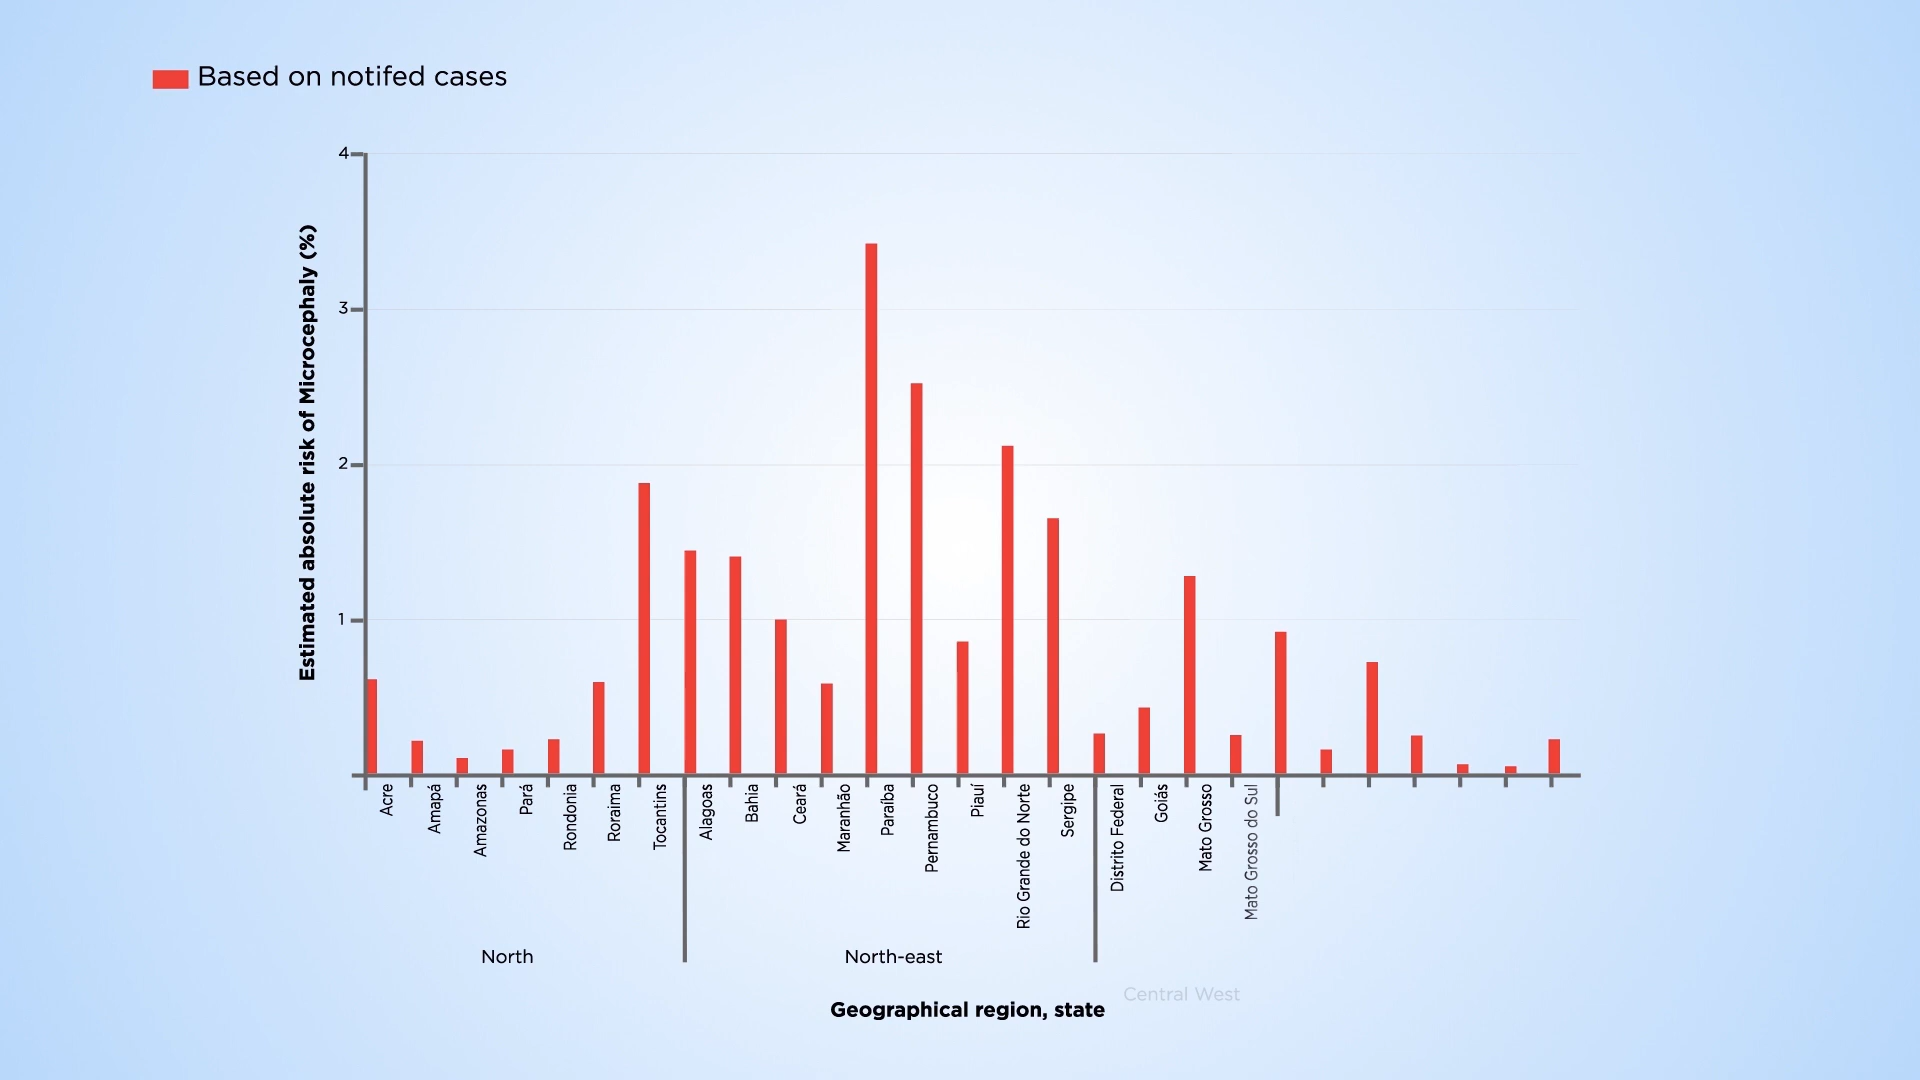 Based on notifed cases
Estimated absolute risk of Microcephaly (%)
4
3
2
1
Acre
Amapá
Amazonas
Pará
Rondonia
Roraima
Tocantins
Alagoas
Bahia
Ceará
Maranhão
Paraíba
Pernambuco
Piauí
Rio Grande do Norte
Sergipe
Distrito Federal
Goiás
Mato Grosso
Mato Grosso do Sul
North
North-east
Central West
Geographical region, state